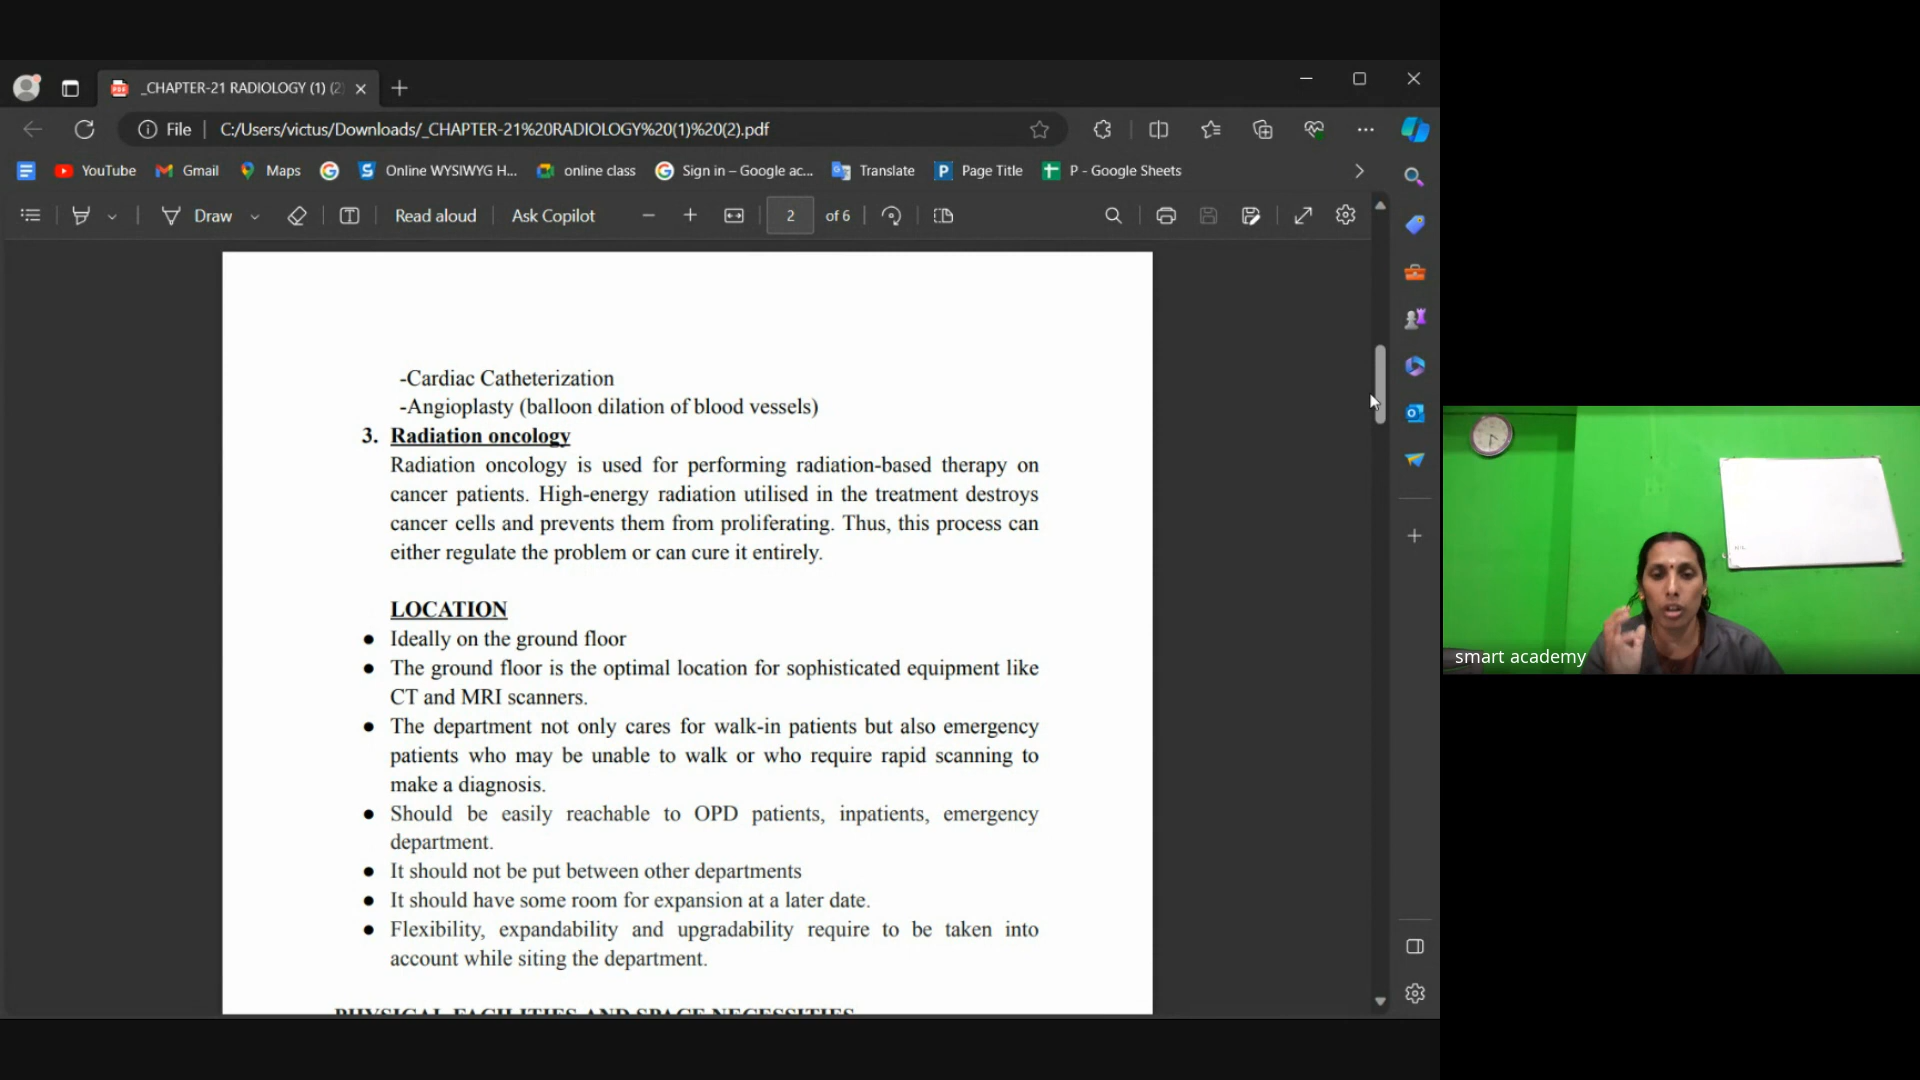 _CHAPTER-21 RADIOLOGY (1) (2)
File
C:/Users/victus/Downloads/_CHAPTER-21%20RADIOLOGY%20(1)%20(2).pdf
YouTube
Gmail
Maps
Online WYSIWYG H...
online class
Sign in – Google ac...
Translate
Page Title
P - Google Sheets
Draw
Read aloud
Ask Copilot
2
of 6
-Cardiac Catheterization
-Angioplasty (balloon dilation of blood vessels)
3. Radiation oncology
Radiation oncology is used for performing radiation-based therapy on
cancer patients. High-energy radiation utilised in the treatment destroys
cancer cells and prevents them from proliferating. Thus, this process can
either regulate the problem or can cure it entirely.
LOCATION
● Ideally on the ground floor
● The ground floor is the optimal location for sophisticated equipment like
CT and MRI scanners.
● The department not only cares for walk-in patients but also emergency
patients who may be unable to walk or who require rapid scanning to
make a diagnosis.
● Should be easily reachable to OPD patients, inpatients, emergency
department.
● It should not be put between other departments
● It should have some room for expansion at a later date.
● Flexibility, expandability and upgradability require to be taken into
account while siting the department.
PHYSICAL FACILITIES AND SPACE NECESSITIES
smart academy